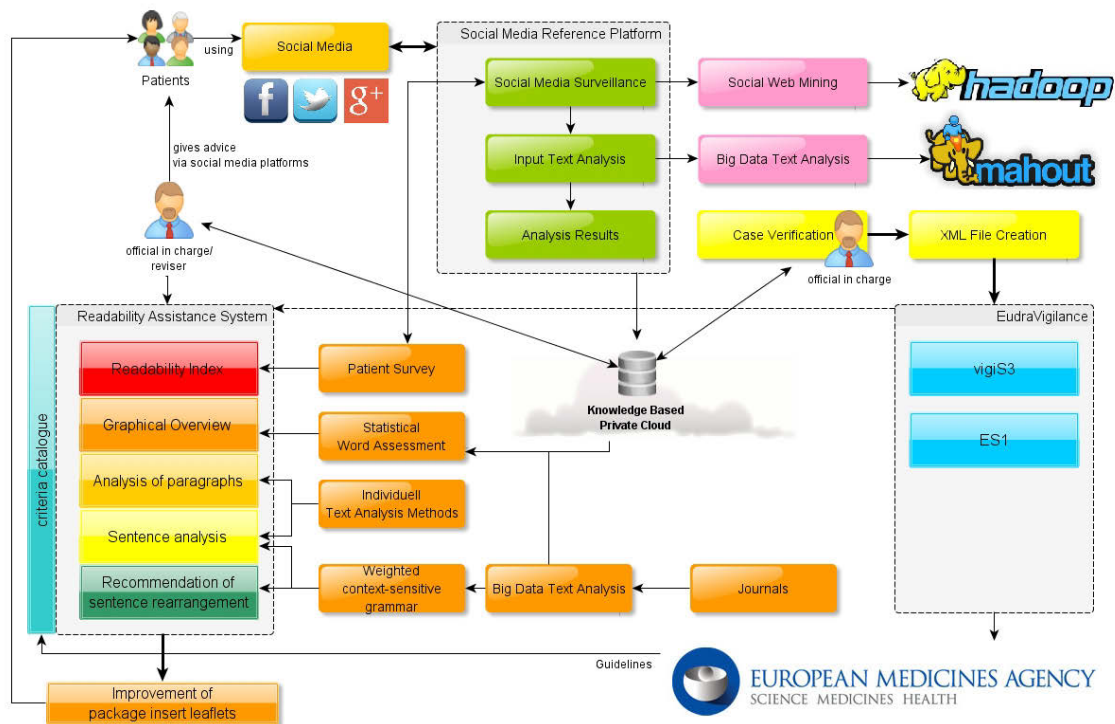 Patients
using
Social Media
f
g+
Social Media Reference Platform
Social Media Surveillance
Social Web Mining
hadoop
Input Text Analysis
Big Data Text Analysis
mahout
Analysis Results
gives advice
via social media platforms
official in charge/
reviser
Case Verification
official in charge
XML File Creation
criteria catalogue
Readability Assistance System
Readability Index
Graphical Overview
Analysis of paragraphs
Sentence analysis
Recommendation of
sentence rearrangement
Patient Survey
Statistical
Word Assessment
Individuell
Text Analysis Methods
Weighted
context-sensitive
grammar
Big Data Text Analysis
Journals
Knowledge Based
Private Cloud
EudraVigilance
vigiS3
ES1
Guidelines
EUROPEAN MEDICINES AGENCY
SCIENCE MEDICINES HEALTH
Improvement of
package insert leaflets